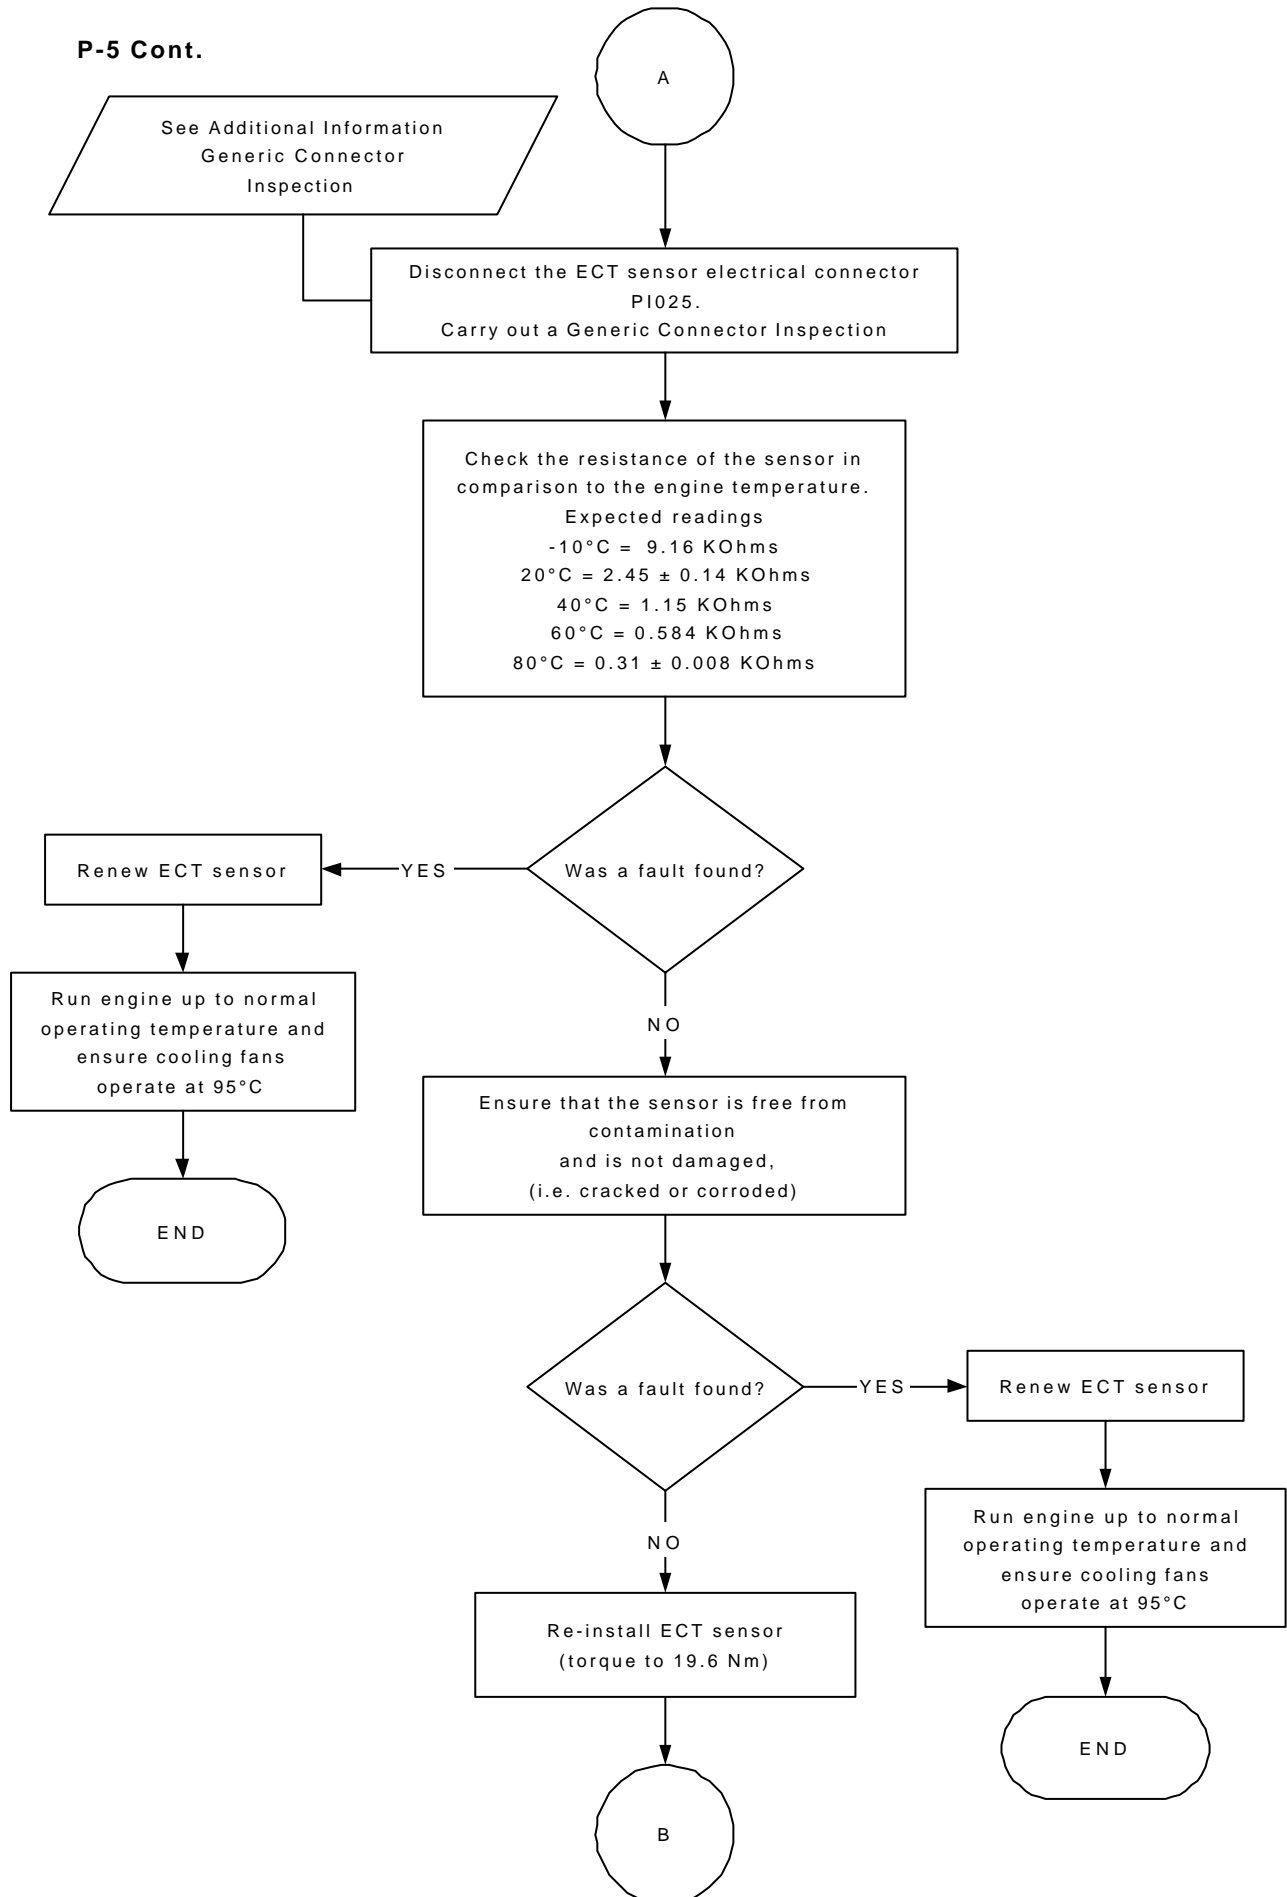 P-5 Cont.
A
See Additional Information
Generic Connector
Inspection
Disconnect the ECT sensor electrical connector
PI025.
Carry out a Generic Connector Inspection
Check the resistance of the sensor in
comparison to the engine temperature.
Expected readings
-10°C = 9.16 KOhms
20°C = 2.45 ± 0.14 KOhms
40°C = 1.15 KOhms
60°C = 0.584 KOhms
80°C = 0.31 ± 0.008 KOhms
Was a fault found?
YES
Renew ECT sensor
Run engine up to normal
operating temperature and
ensure cooling fans
operate at 95°C
END
NO
Ensure that the sensor is free from
contamination
and is not damaged,
(i.e. cracked or corroded)
Was a fault found?
YES
Renew ECT sensor
Run engine up to normal
operating temperature and
ensure cooling fans
operate at 95°C
END
NO
Re-install ECT sensor
(torque to 19.6 Nm)
B